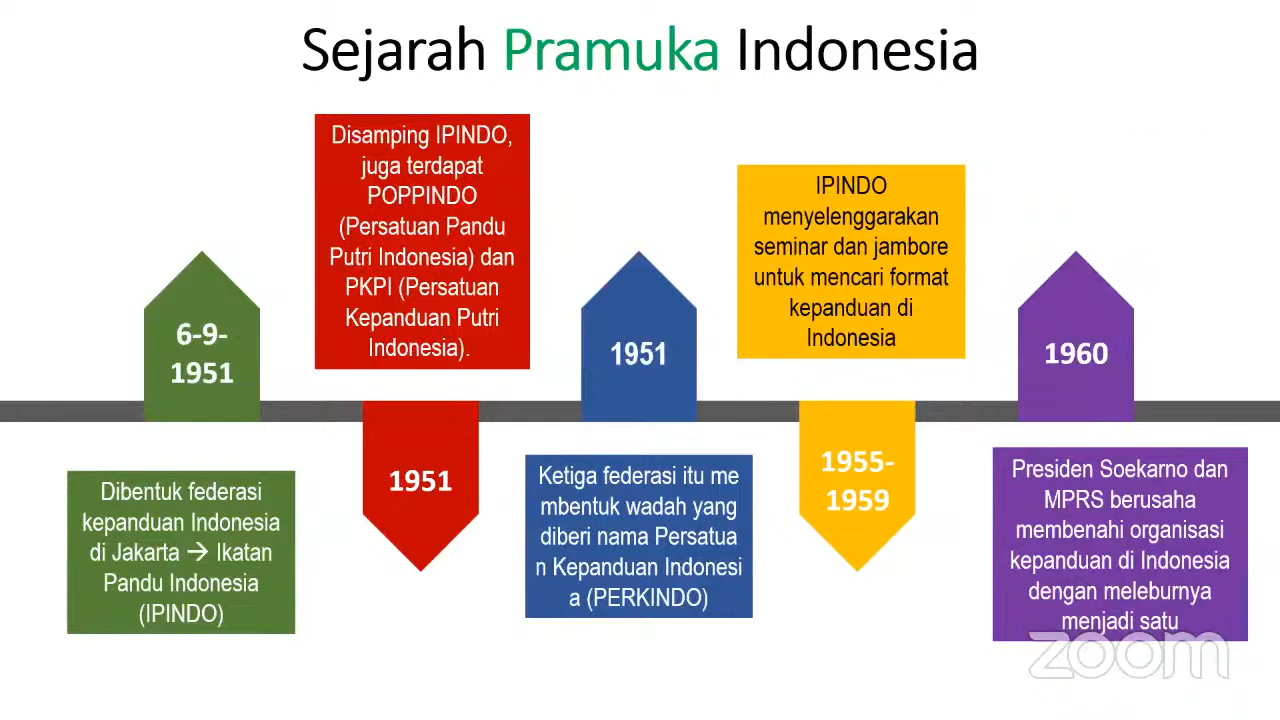 Sejarah Pramuka Indonesia
6-9-
1951
Dibentuk federasi
kepanduan Indonesia
di Jakarta → Ikatan
Pandu Indonesia
(IPINDO)
Disamping IPINDO,
juga terdapat
POPPINDO
(Persatuan Pandu
Putri Indonesia) dan
PKPI (Persatuan
Kepanduan Putri
Indonesia).
1951
1951
Ketiga federasi itu me
mbentuk wadah yang
diberi nama Persatua
n Kepanduan Indonesi
a (PERKINDO)
IPINDO
menyelenggarakan
seminar dan jambore
untuk mencari format
kepanduan di
Indonesia
1955-
1959
1960
Presiden Soekarno dan
MPRS berusaha
membenahi organisasi
kepanduan di Indonesia
dengan meleburnya
menjadi satu
zoom